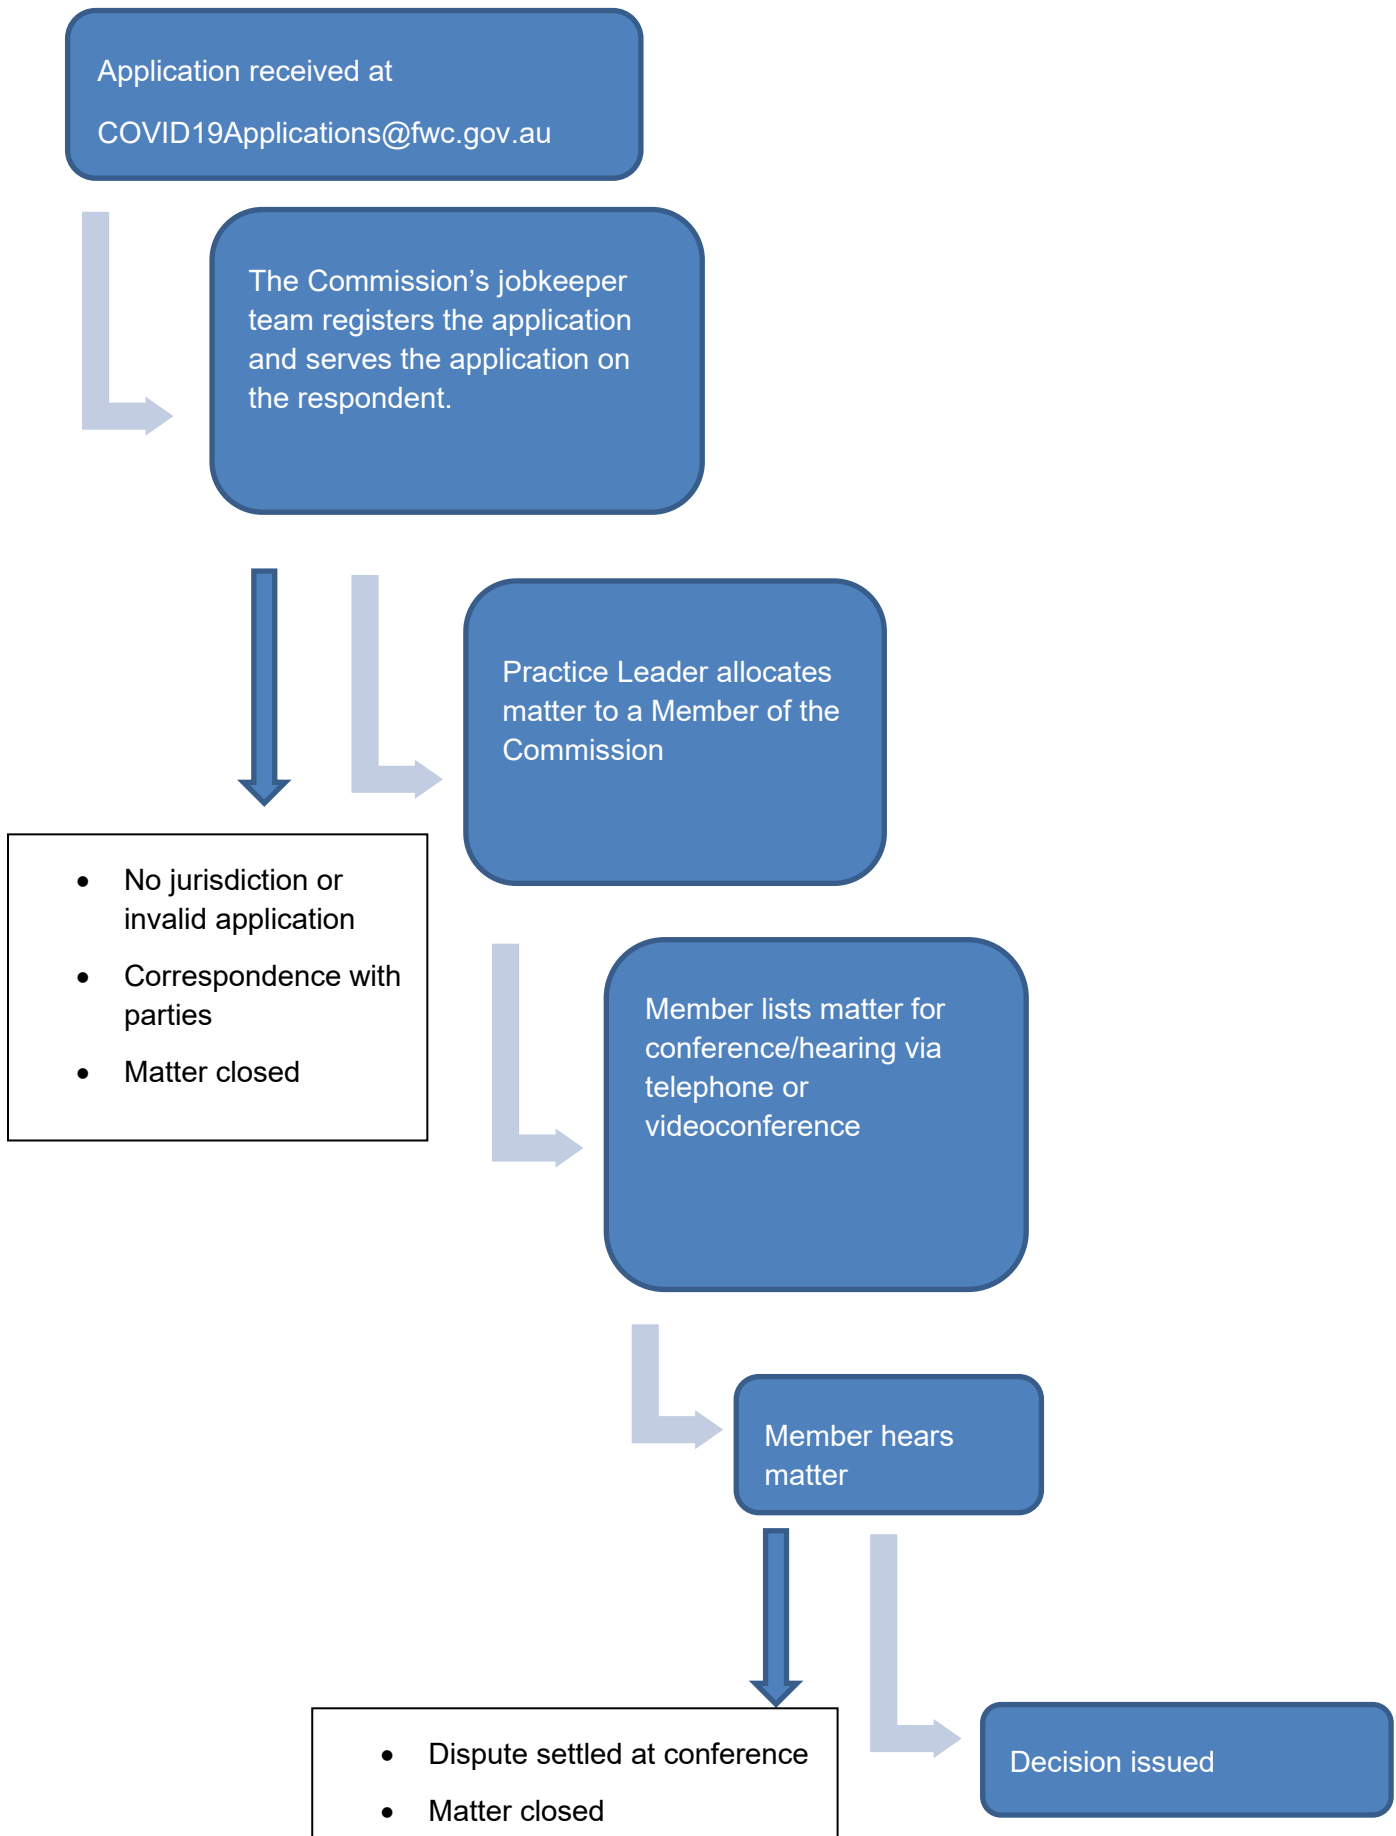 Application received at
COVID19Applications@fwc.gov.au
The Commission’s jobkeeper
team registers the application
and serves the application on
the respondent.
Practice Leader allocates
matter to a Member of the
Commission
• No jurisdiction or
invalid application
• Correspondence with
parties
• Matter closed
Member lists matter for
conference/hearing via
telephone or
videoconference
Member hears
matter
• Dispute settled at conference
• Matter closed
Decision issued